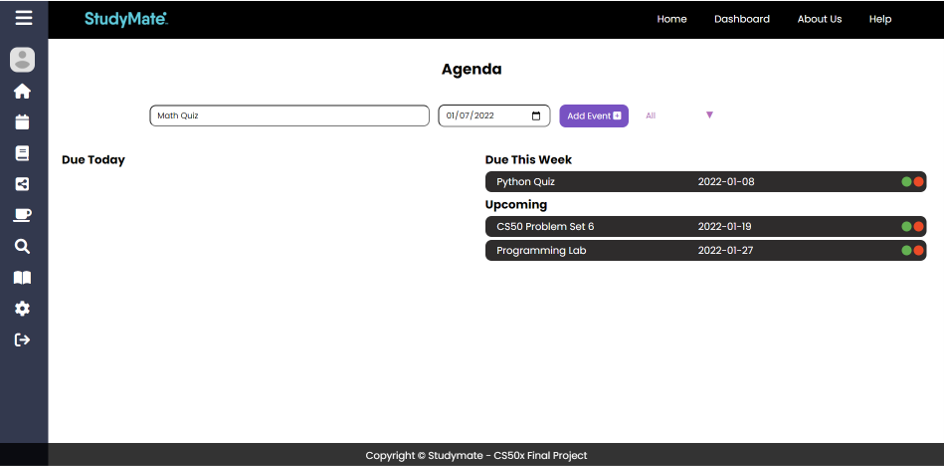 StudyMate
Home Dashboard About Us Help
Agenda
Math Quiz 01/07/2022 Add Event All
Due Today
Due This Week
Python Quiz 2022-01-08
Upcoming
CS50 Problem Set 6 2022-01-19
Programming Lab 2022-01-27
Copyright © Studymate - CS50x Final Project